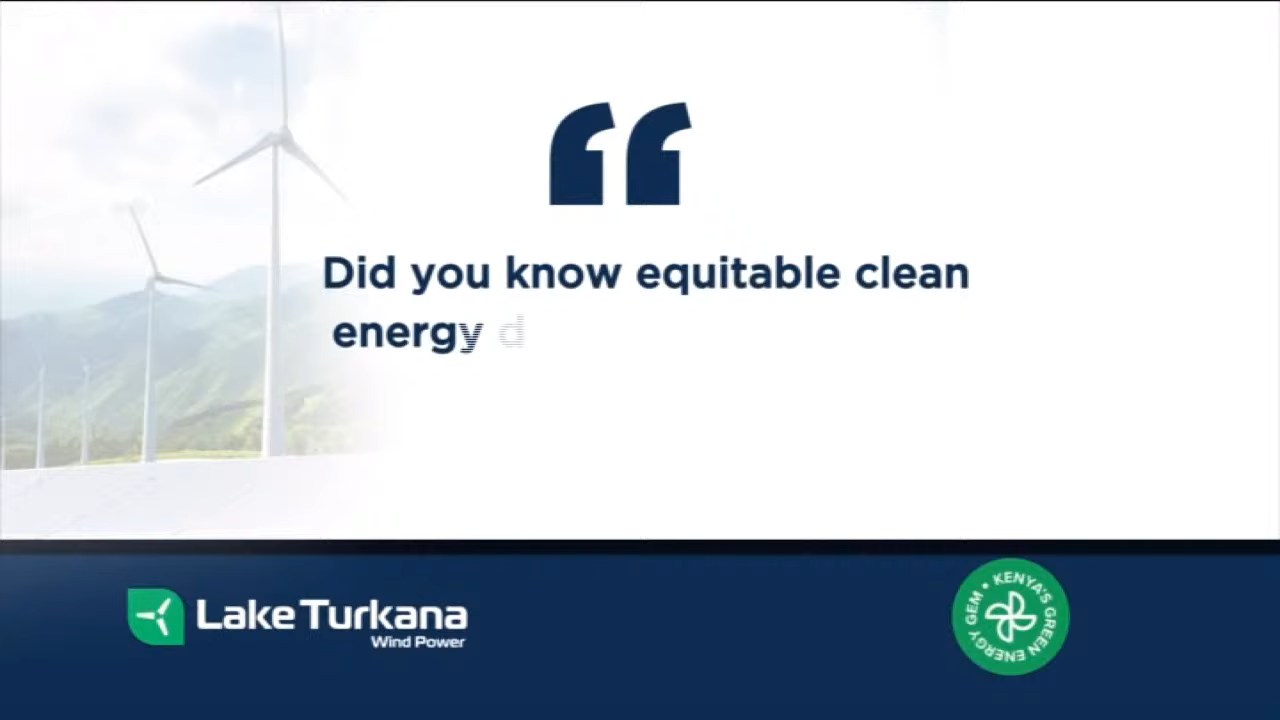 “
Did you know equitable clean
energy d
Lake Turkana
Wind Power
• KENYA'S GREEN ENERGY GEM